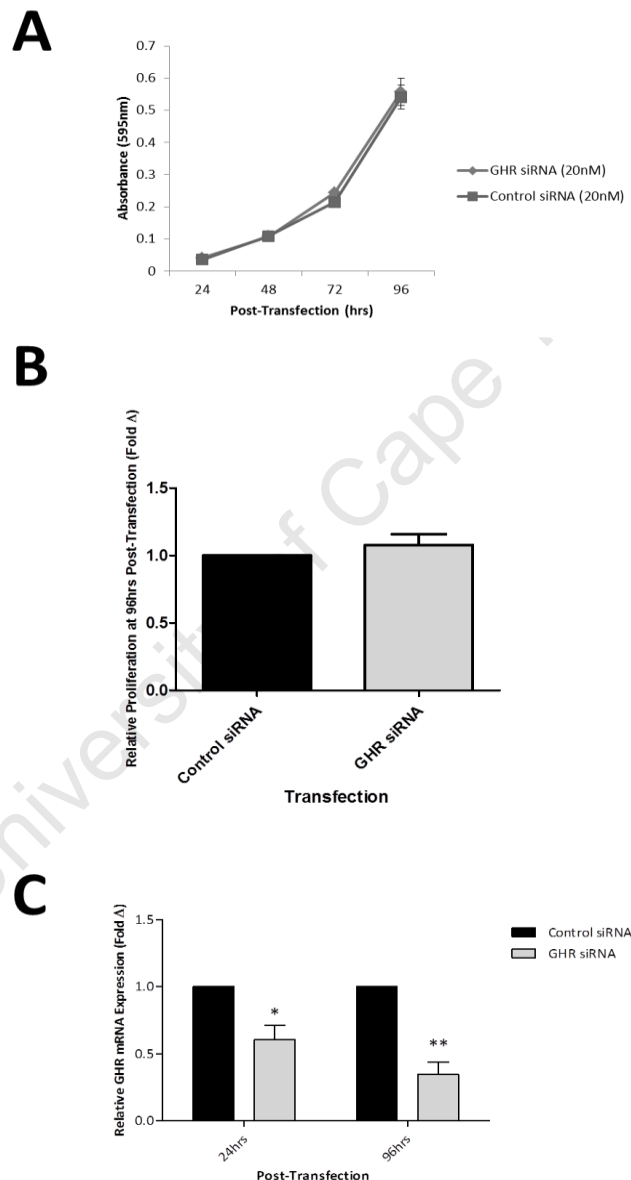 A
Absorbance (595nm)
0.7
0.6
0.5
0.4
0.3
0.2
0.1
0
24 48 72 96
Post-Transfection (hrs)
GHR siRNA (20nM)
Control siRNA (20nM)
B
Relative Proliferation at 96hrs Post-Transfection (Fold Δ)
1.5
1.0
0.5
0.0
Control siRNA GHR siRNA
Transfection
C
Relative GHR mRNA Expression (Fold Δ)
1.5
1.0
0.5
0.0
* **
24hrs 96hrs
Post-Transfection
Control siRNA
GHR siRNA
of Cape